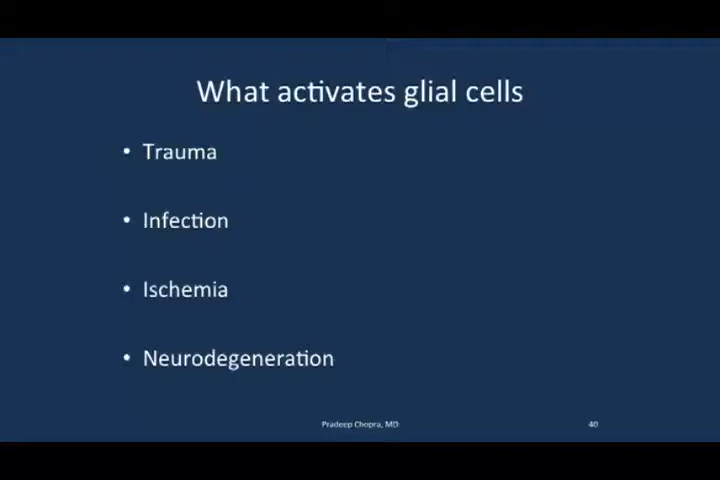 What activates glial cells
• Trauma
• Infection
• Ischemia
• Neurodegeneration
Pradeep Chopra, MD
40